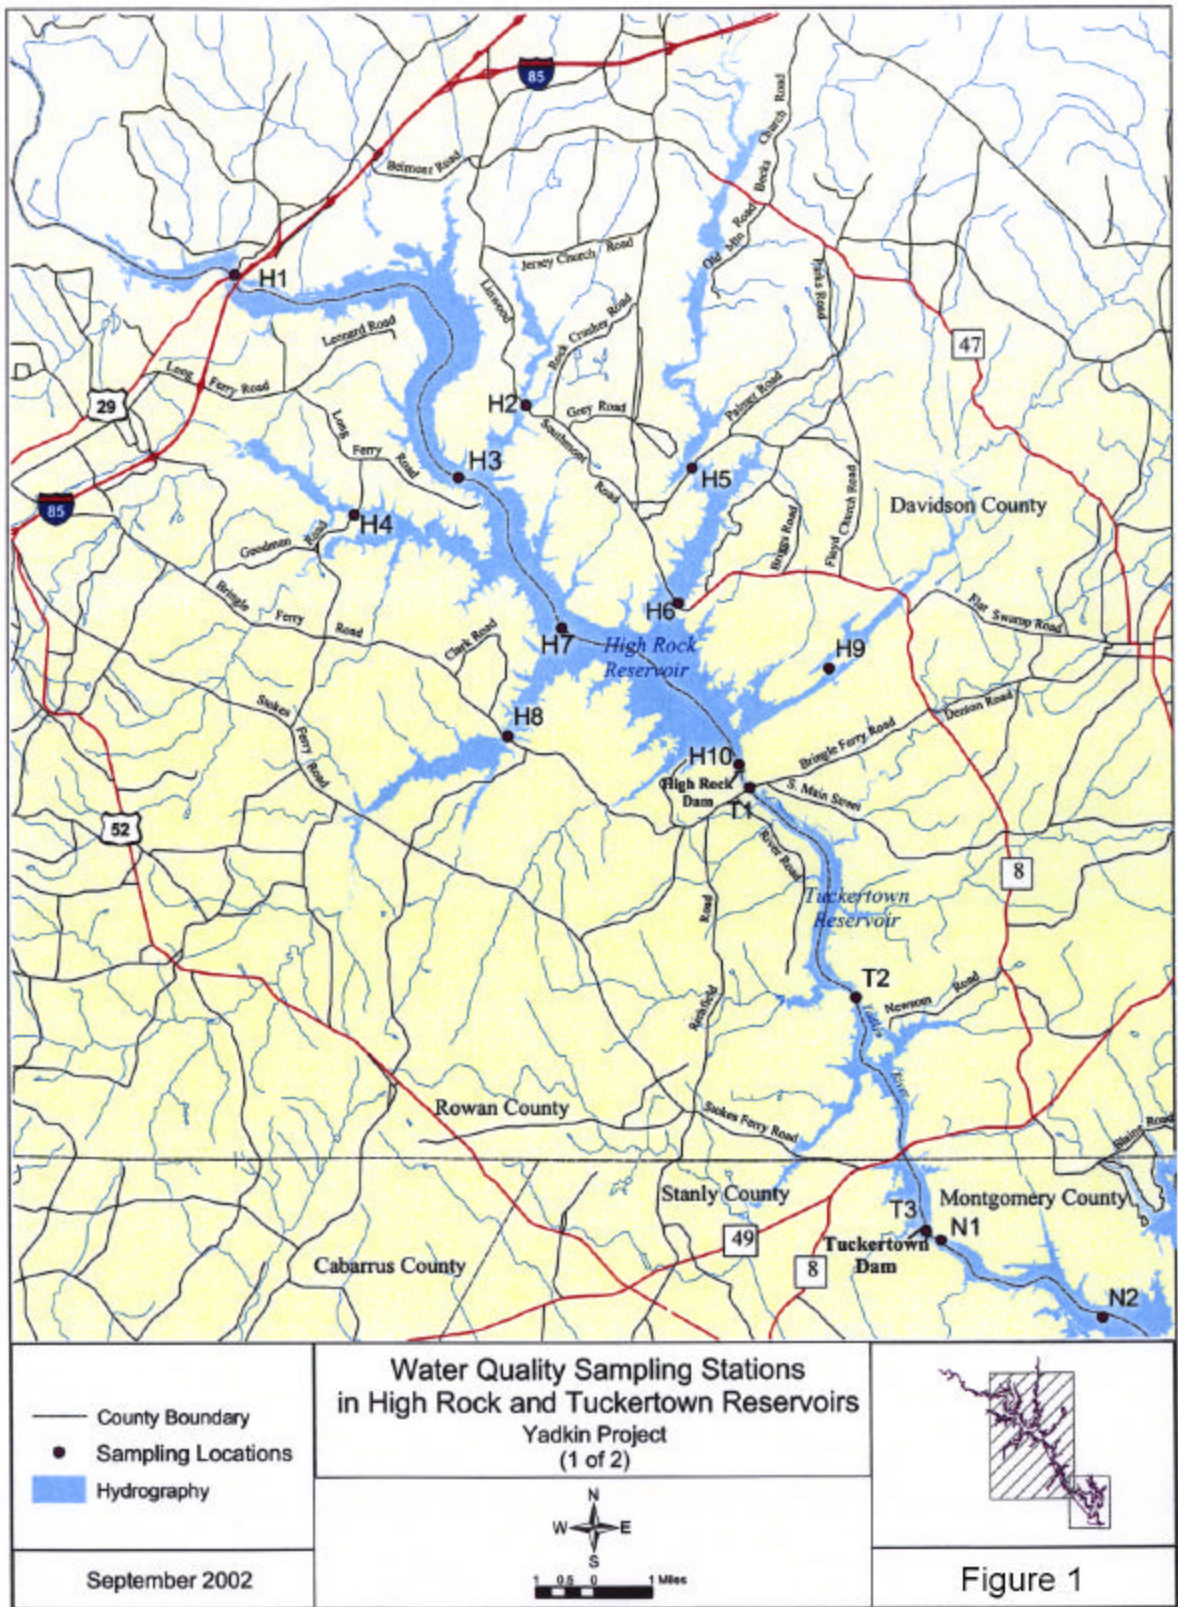 85
Belmont Road
Church Road
Becks
Old Mtn Road
Jersey Church Road
H1
Linwood
Parks Road
Leonard Road
Rock Crusher Road
47
Long Ferry Road
29
Palmer Road
H2
Grey Road
Southmont Road
Long Ferry Road
H3
H5
85
H4
Davidson County
Goodman Road
Briggs Road
Floyd Church Road
Bringle Ferry Road
H6
Flat Swamp Road
Clark Road
H7
High Rock
Reservoir
H9
Stokes Ferry Road
H8
Denton Road
Bringle Ferry Road
H10
High Rock
Dam
T1
S. Main Street
52
River Road
8
Tuckertown
Reservoir
Richfield Road
T2
Newsom Road
River
Rowan County
Stokes Ferry Road
Blaine Road
Stanly County
Montgomery County
T3
N1
49
Tuckertown
Dam
Cabarrus County
8
N2
County Boundary
Sampling Locations
Hydrography
September 2002
Water Quality Sampling Stations
in High Rock and Tuckertown Reservoirs
Yadkin Project
(1 of 2)
N
W E
S
1 0.5 0 1 Miles
Figure 1